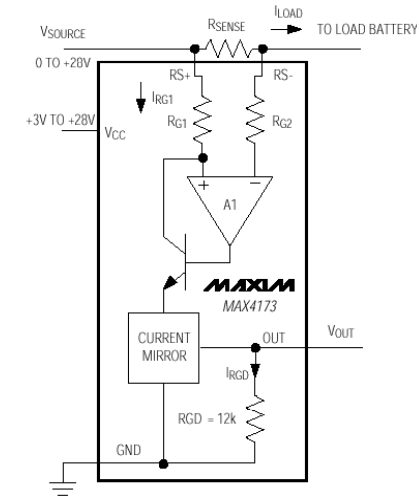 ILOAD
RSENSE
TO LOAD BATTERY
VSOURCE
0 TO +28V
RS+
RS-
IRG1
RG1
RG2
+3V TO +28V
VCC
+
−
A1
MAXIM
MAX4173
CURRENT
MIRROR
OUT
VOUT
IRGD
RGD = 12k
GND